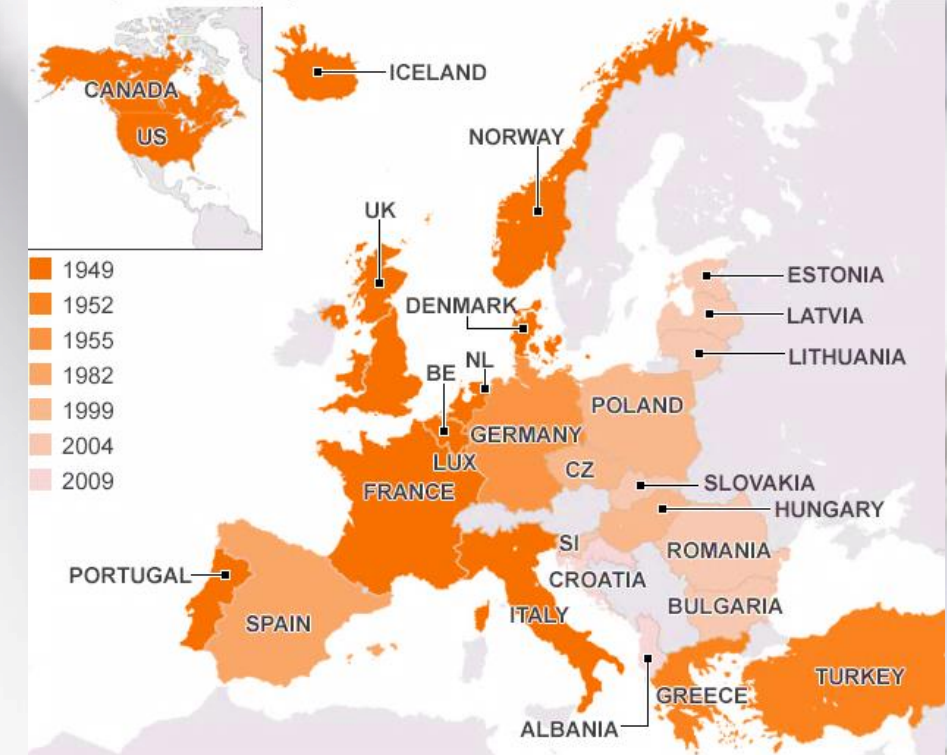 CANADA
US
ICELAND
NORWAY
UK
1949
1952
1955
1982
1999
2004
2009
DENMARK
ESTONIA
LATVIA
LITHUANIA
BE
NL
POLAND
GERMANY
LUX
CZ
FRANCE
SLOVAKIA
HUNGARY
SI
ROMANIA
CROATIA
PORTUGAL
SPAIN
ITALY
BULGARIA
TURKEY
GREECE
ALBANIA